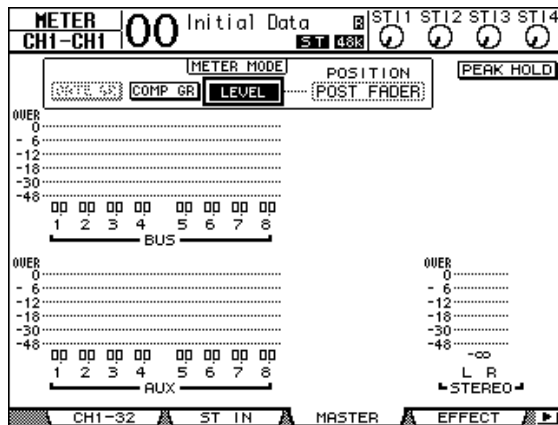 METER
CH1-CH1
00 Initial Data R
ST 48K
STI1 STI2 STI3 STI4
METER MODE
GATE GR COMP GR LEVEL
POSITION
POST FADER
PEAK HOLD
OVER
0
- 6
-12
-18
-30
-48
00 00 00 00 00 00 00 00
1 2 3 4 5 6 7 8
BUS
OVER
0
- 6
-12
-18
-30
-48
00 00 00 00 00 00 00 00
1 2 3 4 5 6 7 8
AUX
OVER
0
- 6
-12
-18
-30
-48
-∞
L R
STEREO
CH1-32 ST IN MASTER EFFECT